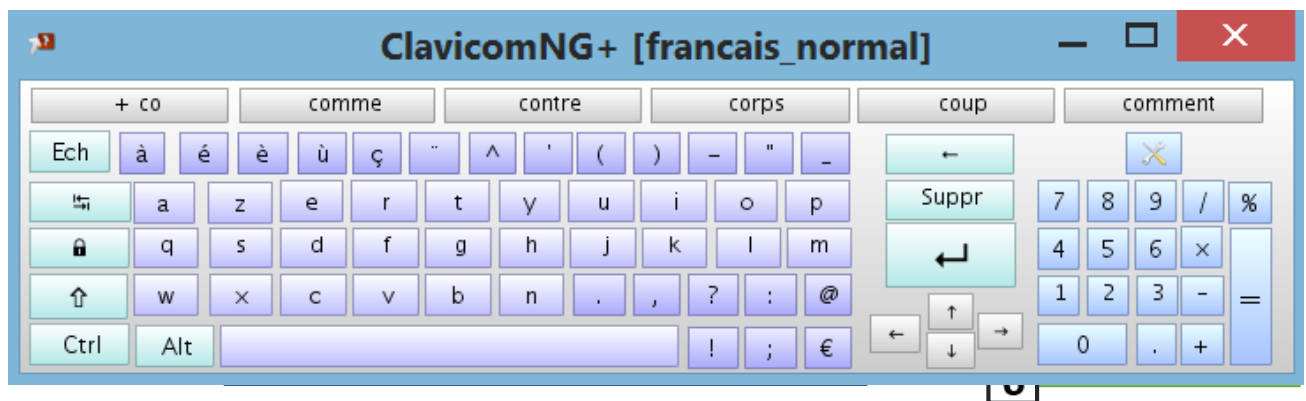 ClavicomNG+ [francais_normal]
+ co comme contre corps coup comment
Ech à é è ù ç ¨ ^ ' ( ) – " _ ←
a z e r t y u i o p Suppr 7 8 9 / %
q s d f g h j k l m ↵ 4 5 6 ×
⇧ w x c v b n . , ? : @ ↑ 1 2 3 – =
Ctrl Alt ! ; € ← ↓ → 0 . +